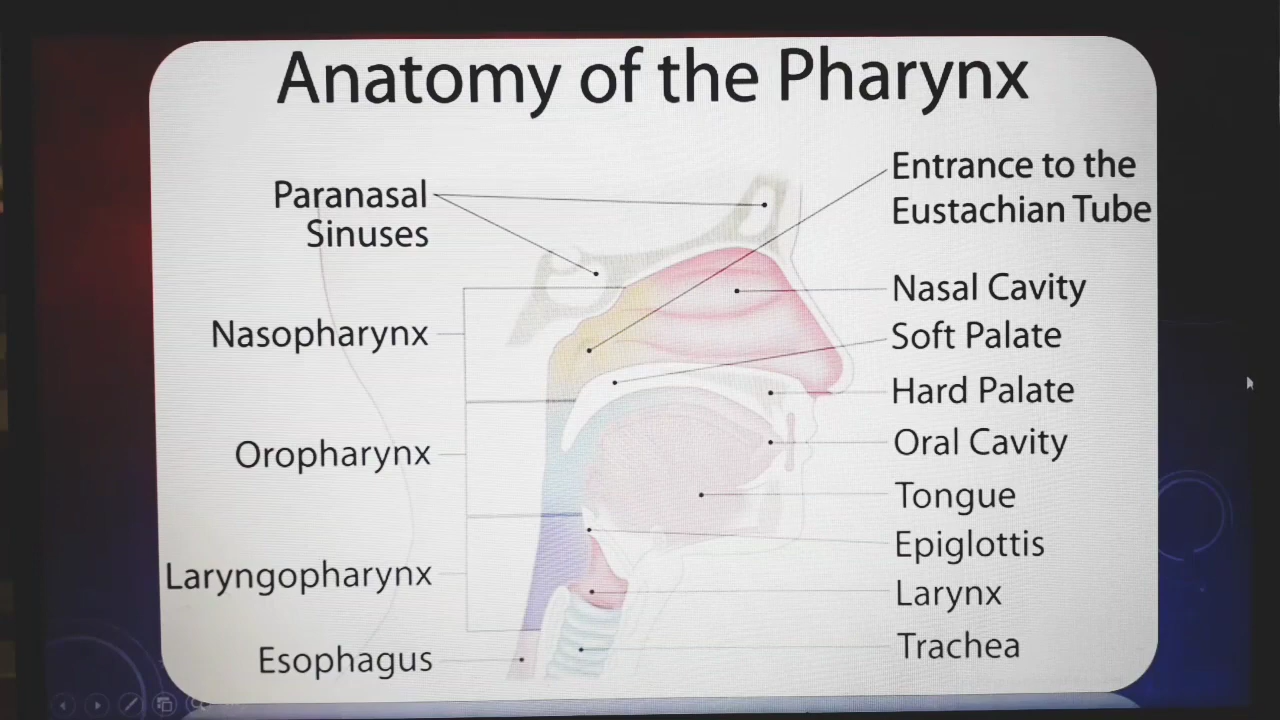 Anatomy of the Pharynx
Paranasal
Sinuses
Nasopharynx
Oropharynx
Laryngopharynx
Esophagus
Entrance to the
Eustachian Tube
Nasal Cavity
Soft Palate
Hard Palate
Oral Cavity
Tongue
Epiglottis
Larynx
Trachea